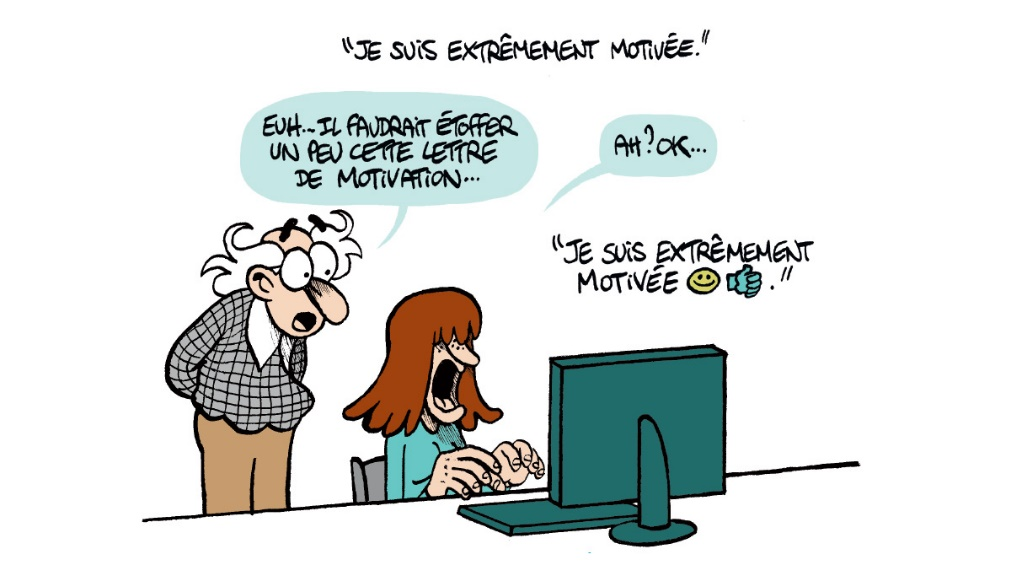 "JE SUIS EXTRÊMEMENT MOTIVÉE."
EUH... IL FAUDRAIT ÉTOFFER
UN PEU CETTE LETTRE
DE MOTIVATION...
AH? OK...
"JE SUIS EXTRÊMEMENT
MOTIVÉE 🙂👍."